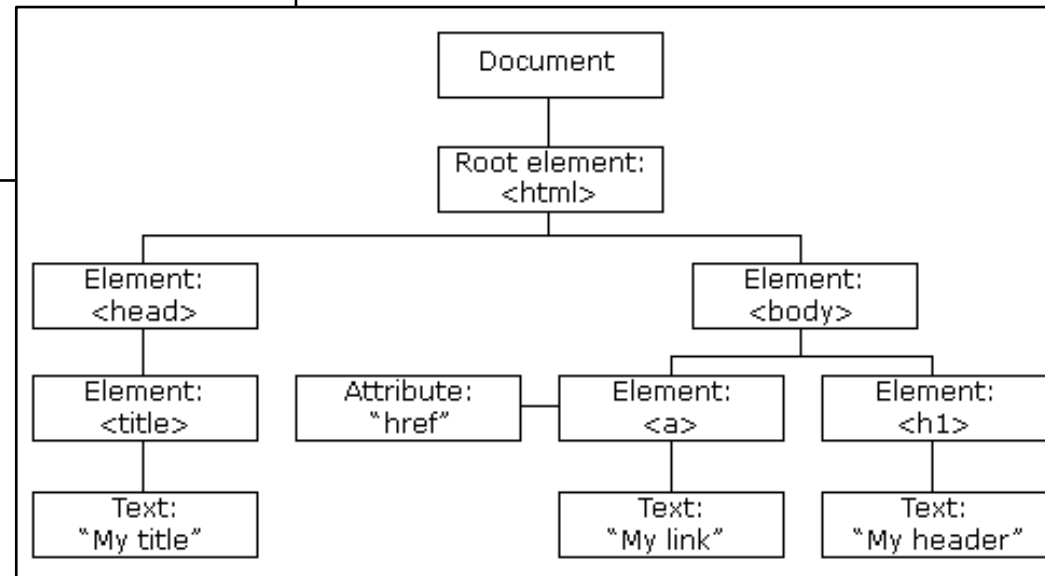 Document
Root element:
<html>
Element:
<head>
Element:
<body>
Element:
<title>
Attribute:
“href”
Element:
<a>
Element:
<h1>
Text:
“My title”
Text:
“My link”
Text:
“My header”